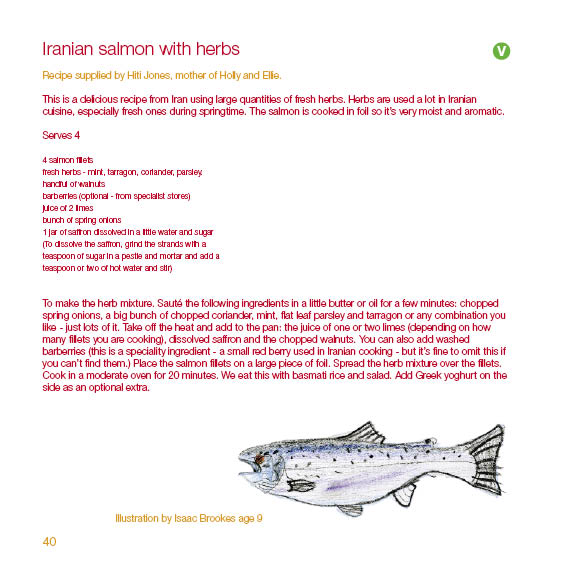 Iranian salmon with herbs
V
Recipe supplied by Hiti Jones, mother of Holly and Ellie.
This is a delicious recipe from Iran using large quantities of fresh herbs. Herbs are used a lot in Iranian
cuisine, especially fresh ones during springtime. The salmon is cooked in foil so it's very moist and aromatic.
Serves 4
4 salmon fillets
fresh herbs - mint, tarragon, coriander, parsley.
handful of walnuts
barberries (optional - from specialist stores)
juice of 2 limes
bunch of spring onions
1 jar of saffron dissolved in a little water and sugar
(To dissolve the saffron, grind the strands with a
teaspoon of sugar in a pestle and mortar and add a
teaspoon or two of hot water and stir)
To make the herb mixture. Sauté the following ingredients in a little butter or oil for a few minutes: chopped
spring onions, a big bunch of chopped coriander, mint, flat leaf parsley and tarragon or any combination you
like - just lots of it. Take off the heat and add to the pan: the juice of one or two limes (depending on how
many fillets you are cooking), dissolved saffron and the chopped walnuts. You can also add washed
barberries (this is a speciality ingredient - a small red berry used in Iranian cooking - but it's fine to omit this if
you can't find them.) Place the salmon fillets on a large piece of foil. Spread the herb mixture over the fillets.
Cook in a moderate oven for 20 minutes. We eat this with basmati rice and salad. Add Greek yoghurt on the
side as an optional extra.
Illustration by Isaac Brookes age 9
40